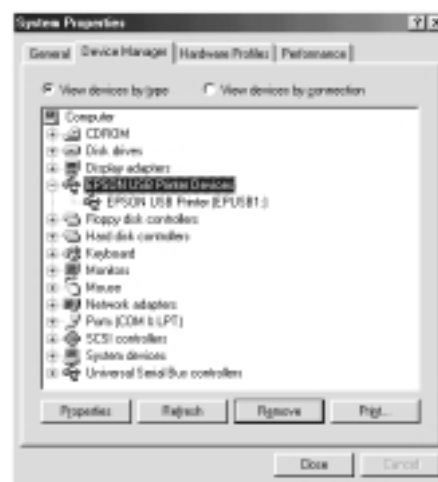 System Properties
General Device Manager Hardware Profiles Performance
View devices by type View devices by connection
Computer
CDROM
Disk drives
Display adapters
EPSON USB Printer Devices
EPSON USB Printer (EPUSB1:)
Floppy disk controllers
Hard disk controllers
Keyboard
Monitors
Mouse
Network adapters
Ports (COM & LPT)
SCSI controllers
System devices
Universal Serial Bus controllers
Properties Refresh Remove Print...
Close Cancel